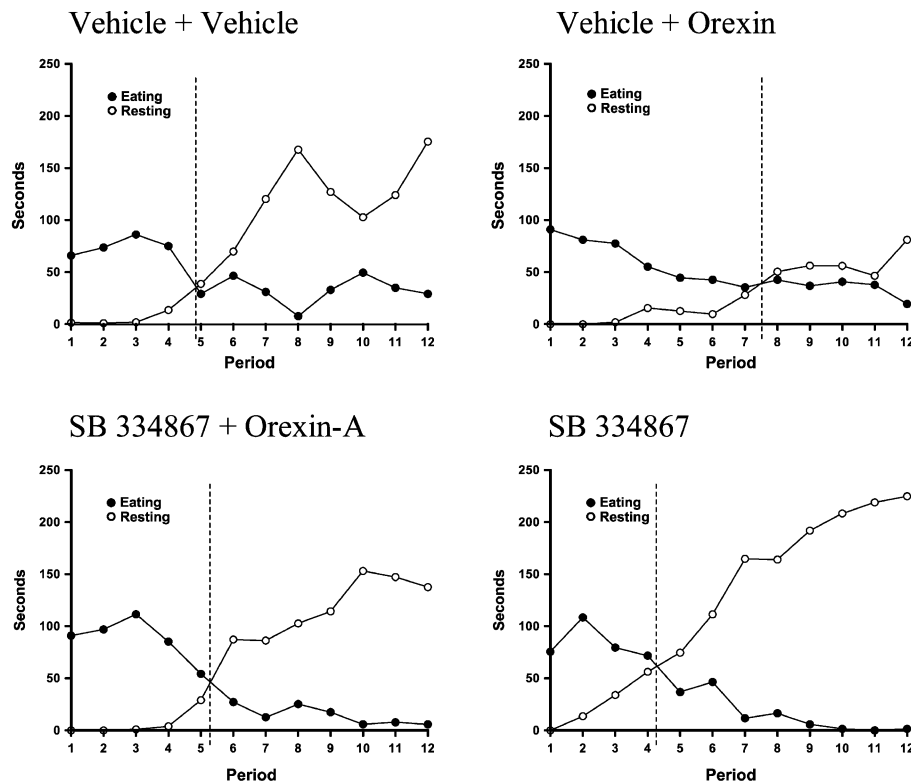 Vehicle + Vehicle
250
200
150
100
50
0
Seconds
Eating
Resting
1 2 3 4 5 6 7 8 9 10 11 12
Period
Vehicle + Orexin
250
200
150
100
50
0
Seconds
Eating
Resting
1 2 3 4 5 6 7 8 9 10 11 12
Period
SB 334867 + Orexin-A
250
200
150
100
50
0
Seconds
Eating
Resting
1 2 3 4 5 6 7 8 9 10 11 12
Period
SB 334867
250
200
150
100
50
0
Seconds
Eating
Resting
1 2 3 4 5 6 7 8 9 10 11 12
Period